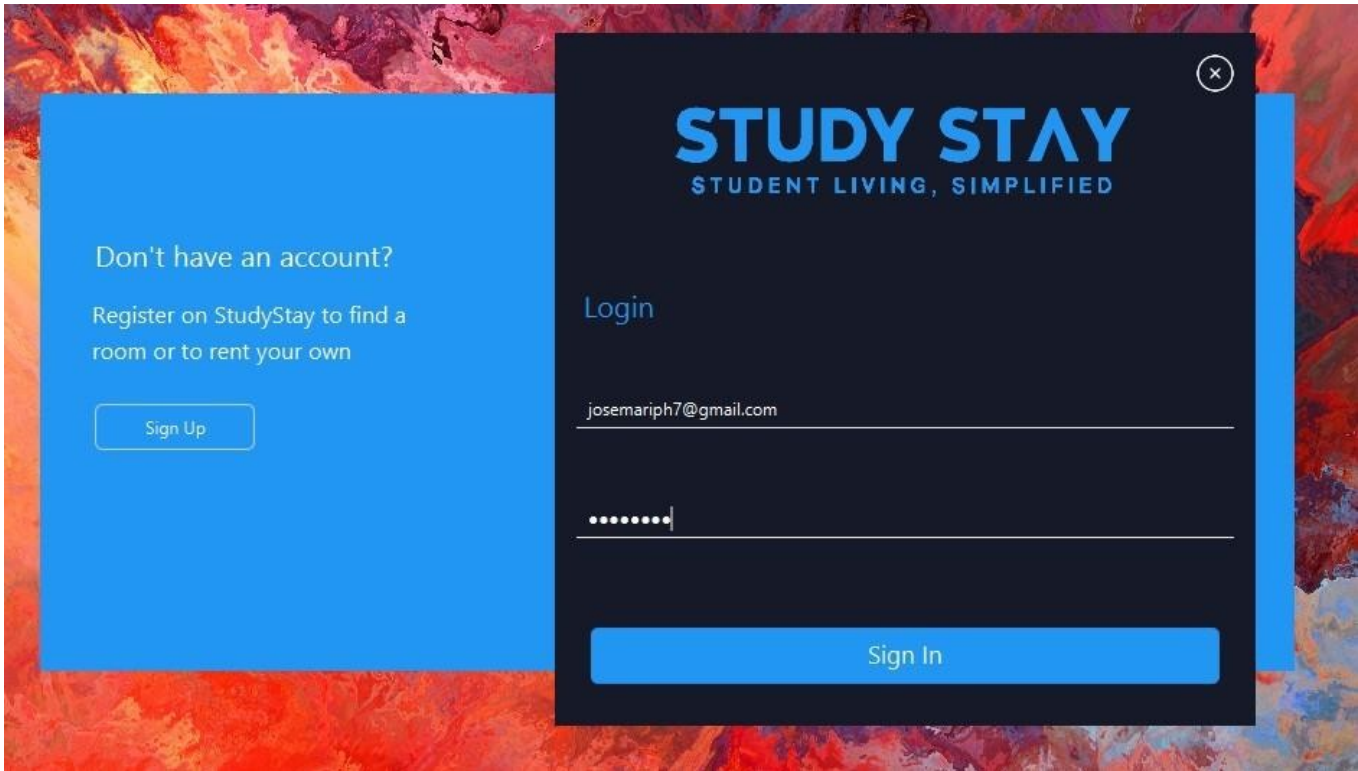 Don't have an account?
Register on StudyStay to find a
room or to rent your own
Sign Up
STUDY STAY
STUDENT LIVING, SIMPLIFIED
Login
josemariph7@gmail.com
•••••••••
Sign In